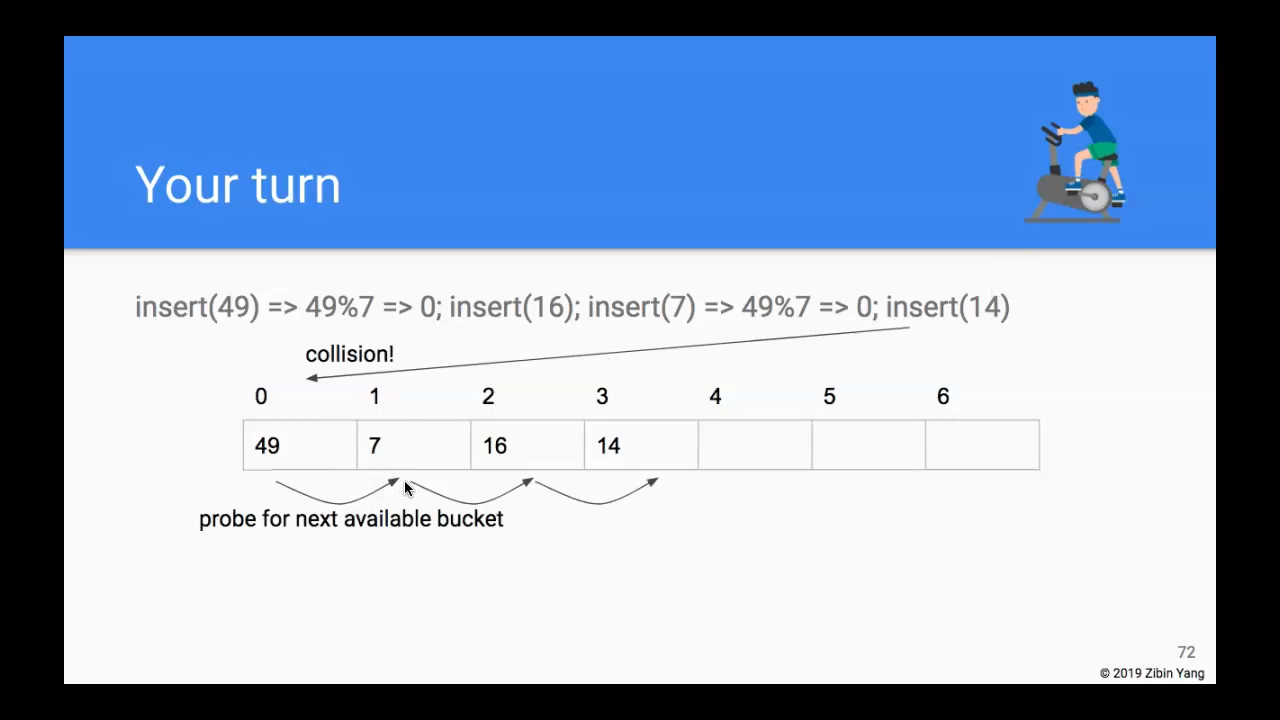 Your turn
insert(49) => 49%7 => 0; insert(16); insert(7) => 49%7 => 0; insert(14)
collision!
0 1 2 3 4 5 6
49 7 16 14
probe for next available bucket
72
© 2019 Zibin Yang